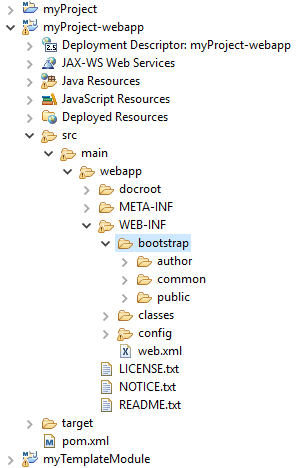 myProject
myProject-webapp
Deployment Descriptor: myProject-webapp
JAX-WS Web Services
Java Resources
JavaScript Resources
Deployed Resources
src
main
webapp
docroot
META-INF
WEB-INF
bootstrap
author
common
public
classes
config
web.xml
LICENSE.txt
NOTICE.txt
README.txt
target
pom.xml
myTemplateModule